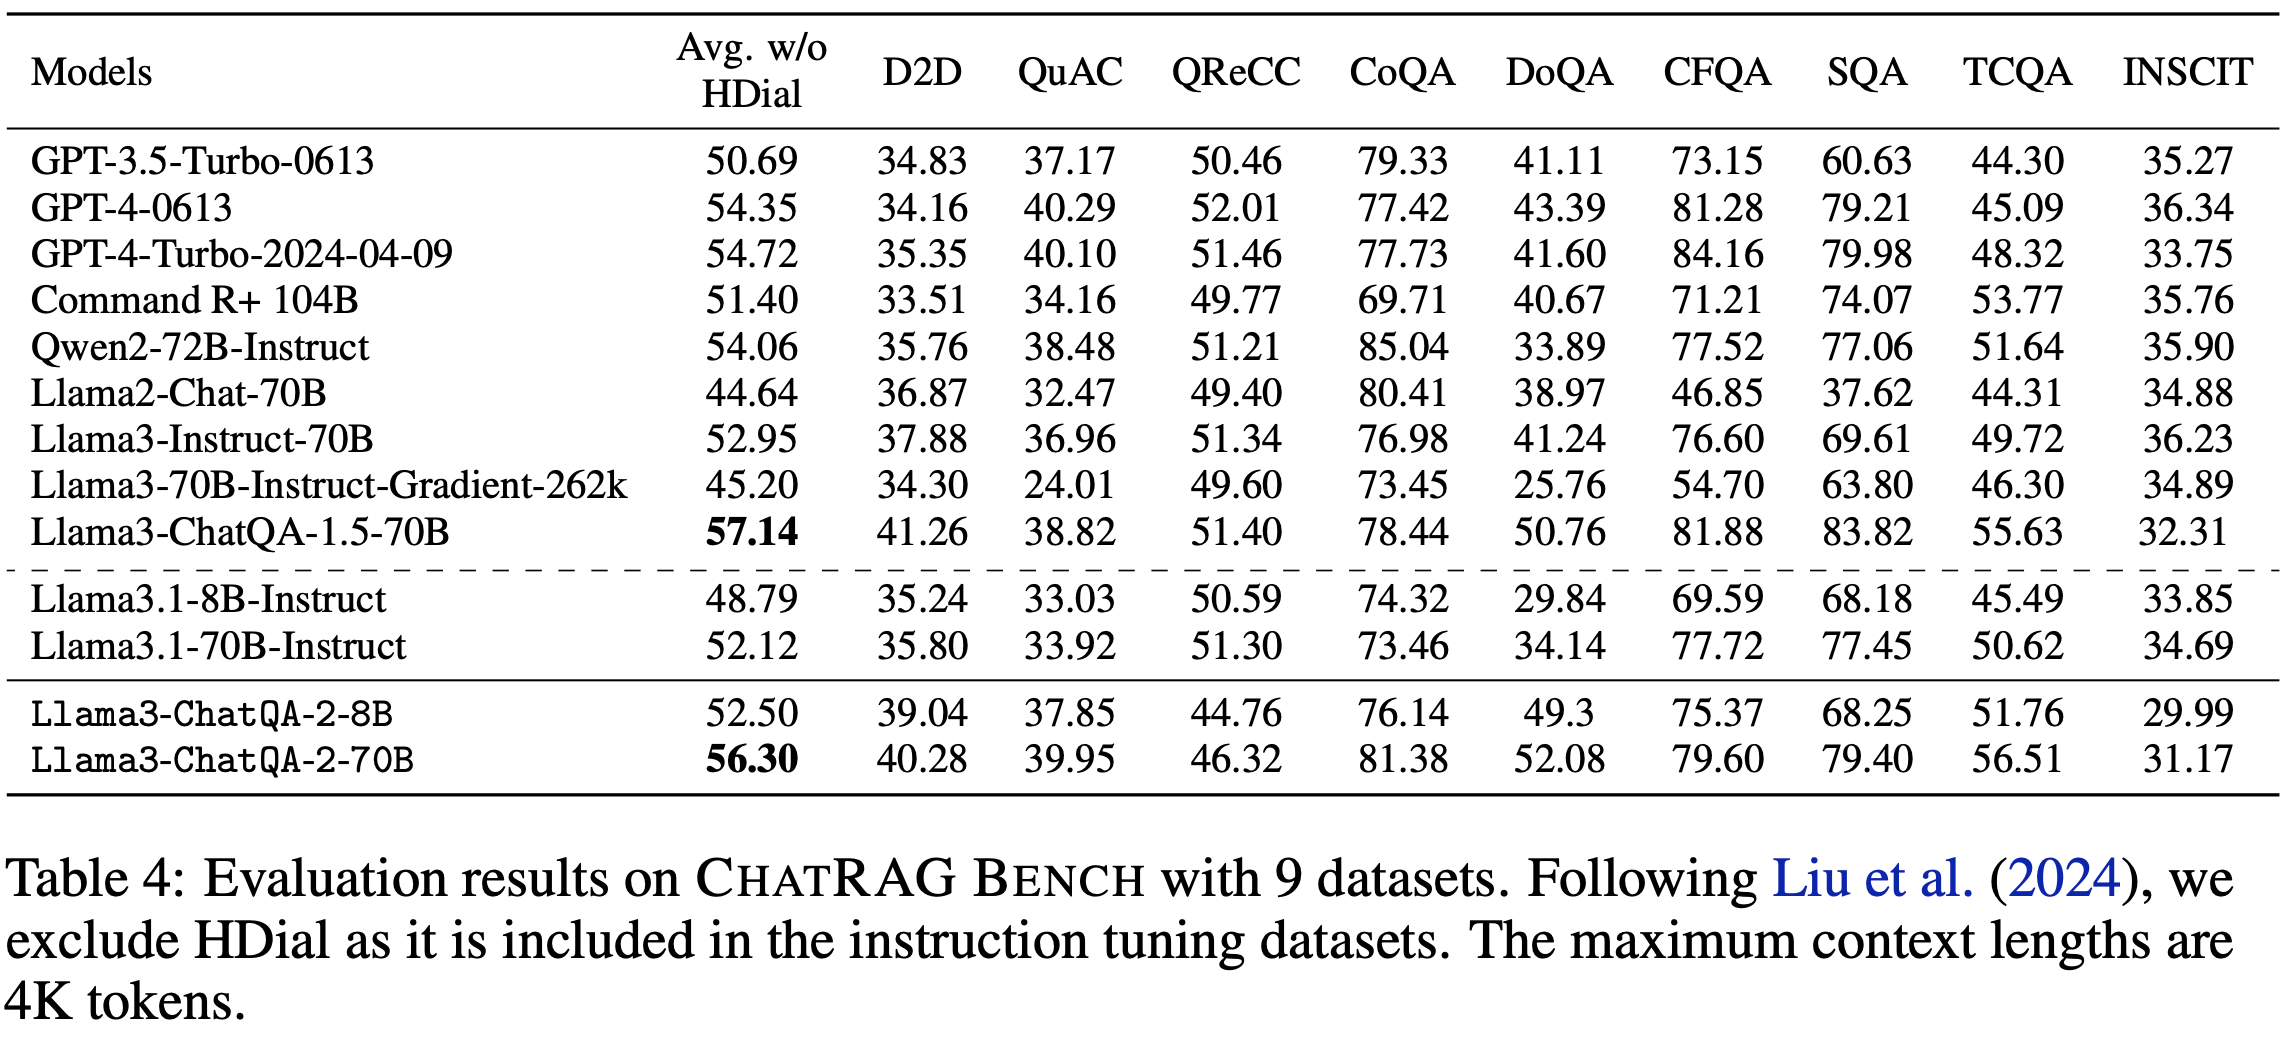 Models Avg. w/o HDial D2D QuAC QReCC CoQA DoQA CFQA SQA TCQA INSCIT
GPT-3.5-Turbo-0613 50.69 34.83 37.17 50.46 79.33 41.11 73.15 60.63 44.30 35.27
GPT-4-0613 54.35 34.16 40.29 52.01 77.42 43.39 81.28 79.21 45.09 36.34
GPT-4-Turbo-2024-04-09 54.72 35.35 40.10 51.46 77.73 41.60 84.16 79.98 48.32 33.75
Command R+ 104B 51.40 33.51 34.16 49.77 69.71 40.67 71.21 74.07 53.77 35.76
Qwen2-72B-Instruct 54.06 35.76 38.48 51.21 85.04 33.89 77.52 77.06 51.64 35.90
Llama2-Chat-70B 44.64 36.87 32.47 49.40 80.41 38.97 46.85 37.62 44.31 34.88
Llama3-Instruct-70B 52.95 37.88 36.96 51.34 76.98 41.24 76.60 69.61 49.72 36.23
Llama3-70B-Instruct-Gradient-262k 45.20 34.30 24.01 49.60 73.45 25.76 54.70 63.80 46.30 34.89
Llama3-ChatQA-1.5-70B 57.14 41.26 38.82 51.40 78.44 50.76 81.88 83.82 55.63 32.31
Llama3.1-8B-Instruct 48.79 35.24 33.03 50.59 74.32 29.84 69.59 68.18 45.49 33.85
Llama3.1-70B-Instruct 52.12 35.80 33.92 51.30 73.46 34.14 77.72 77.45 50.62 34.69
Llama3-ChatQA-2-8B 52.50 39.04 37.85 44.76 76.14 49.3 75.37 68.25 51.76 29.99
Llama3-ChatQA-2-70B 56.30 40.28 39.95 46.32 81.38 52.08 79.60 79.40 56.51 31.17
Table 4: Evaluation results on CHATRAG BENCH with 9 datasets. Following Liu et al. (2024), we
exclude HDial as it is included in the instruction tuning datasets. The maximum context lengths are
4K tokens.